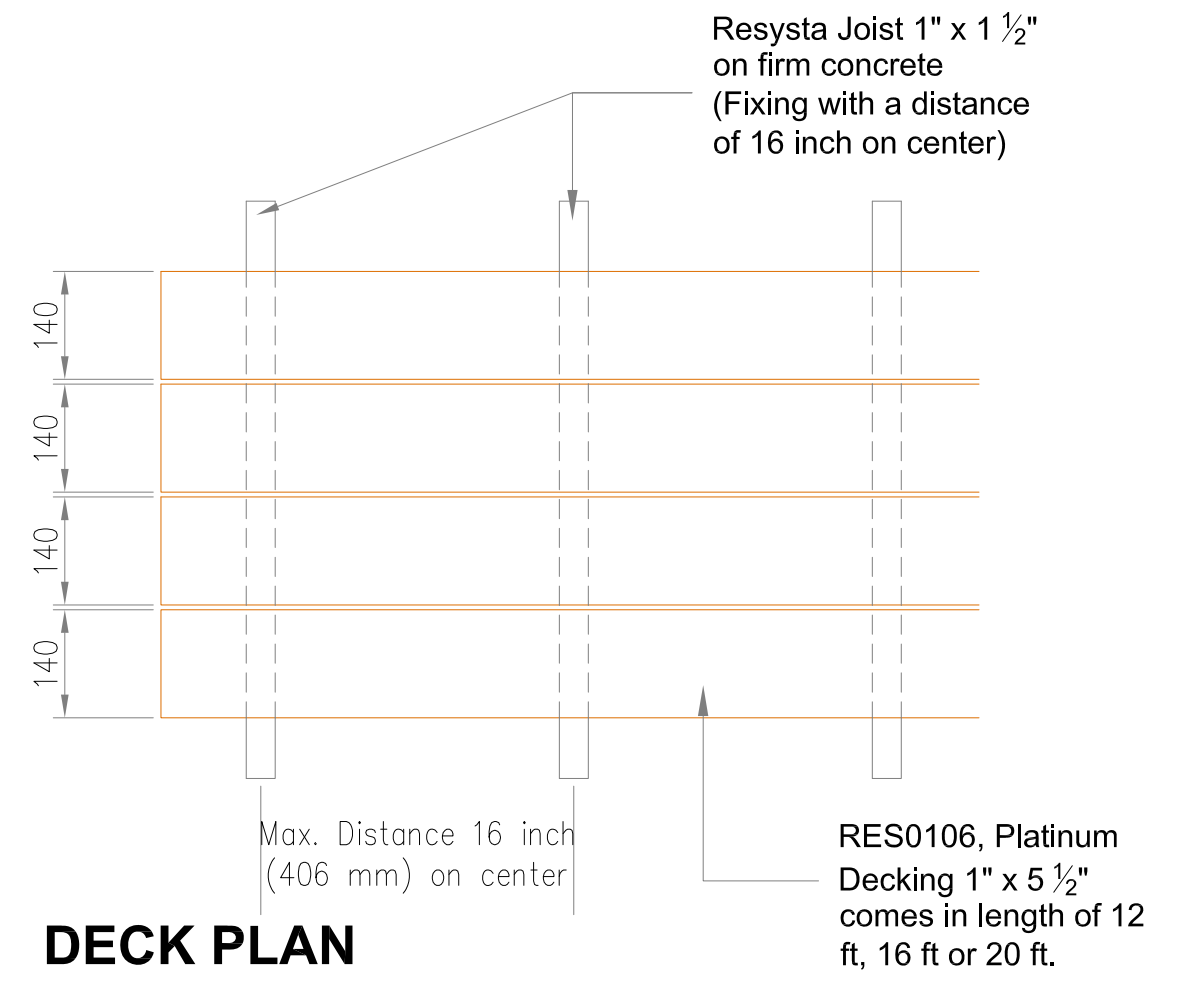 Resysta Joist 1" x 1 ½"
on firm concrete
(Fixing with a distance
of 16 inch on center)
140
140
140
140
Max. Distance 16 inch
(406 mm) on center
RES0106, Platinum
Decking 1" x 5 ½"
comes in length of 12
ft, 16 ft or 20 ft.
DECK PLAN